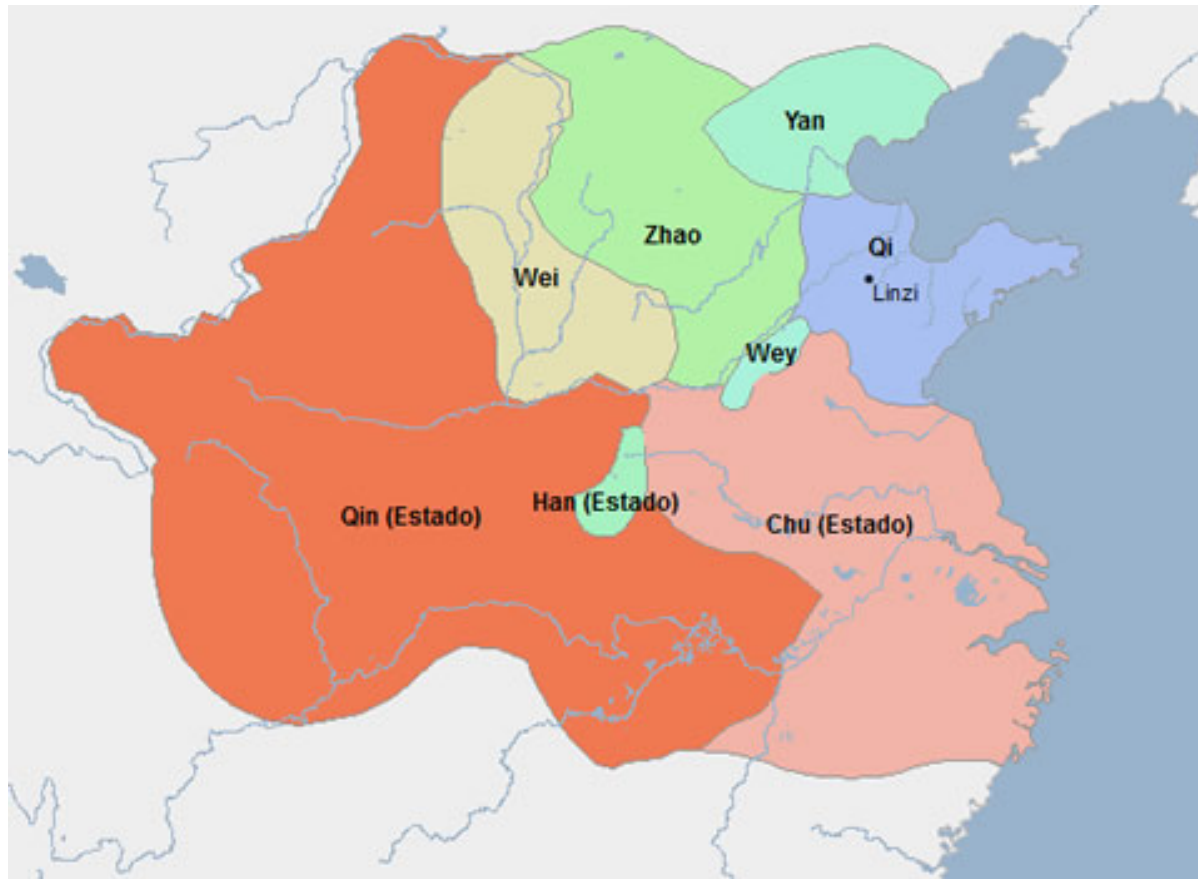 Yan
Zhao
Qi
Wei
Linzi
Wey
Han (Estado)
Qin (Estado)
Chu (Estado)